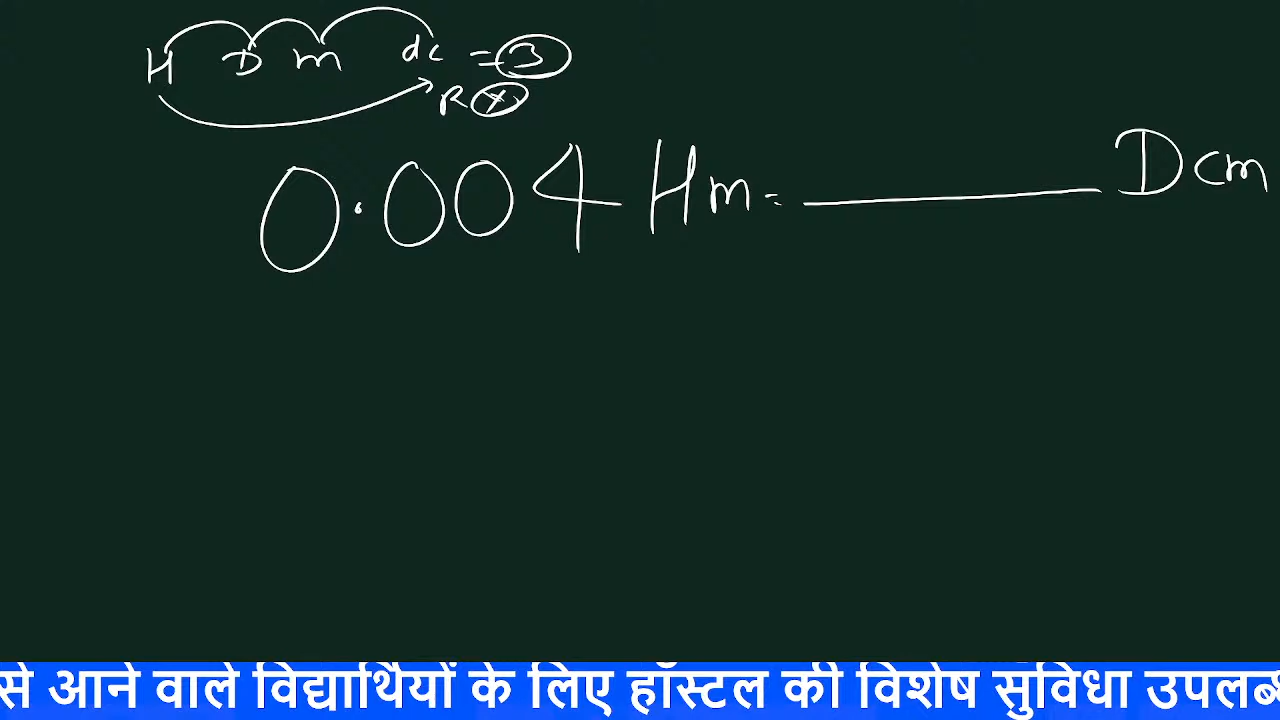 H D m dc = 3
R ×
0.004 Hm = ______ Dcm
से आने वाले विद्यार्थियों के लिए हॉस्टल की विशेष सुविधा उपलब